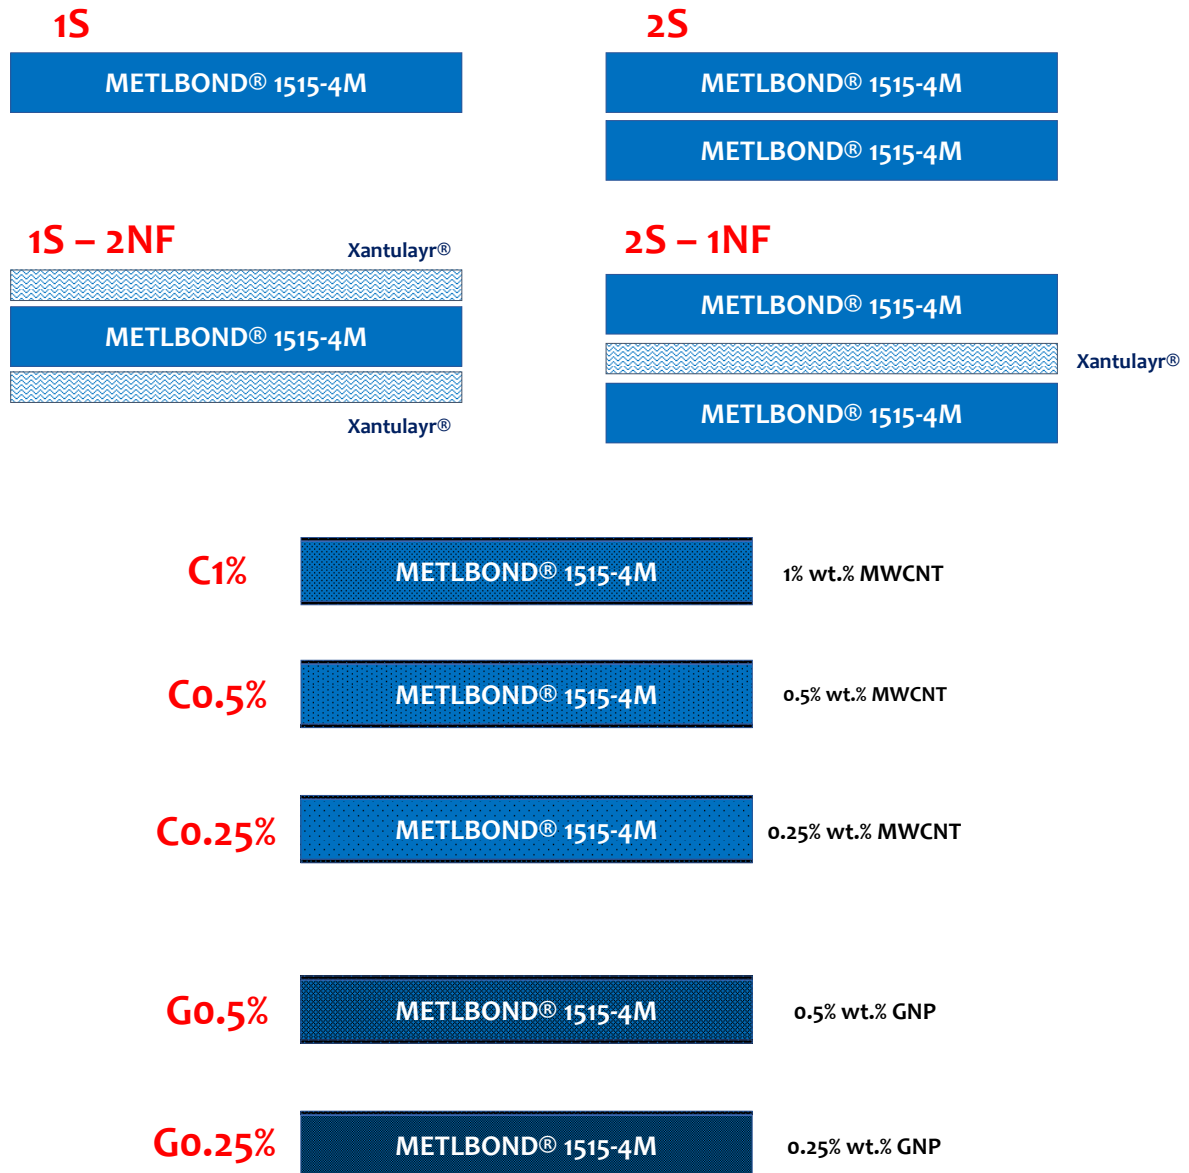 1S
2S
METLBOND® 1515-4M
METLBOND® 1515-4M
METLBOND® 1515-4M
1S – 2NF
Xantulayr®
2S – 1NF
METLBOND® 1515-4M
METLBOND® 1515-4M
Xantulayr®
METLBOND® 1515-4M
Xantulayr®
C1%
METLBOND® 1515-4M
1% wt.% MWCNT
C0.5%
METLBOND® 1515-4M
0.5% wt.% MWCNT
C0.25%
METLBOND® 1515-4M
0.25% wt.% MWCNT
G0.5%
METLBOND® 1515-4M
0.5% wt.% GNP
G0.25%
METLBOND® 1515-4M
0.25% wt.% GNP